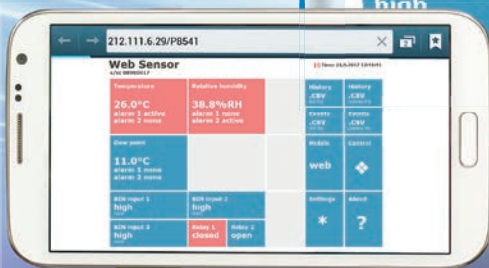 high
212.111.6.29/P8541
Web Sensor
Temperature
26.0°C
alarm 1 active
alarm 2 none
Relative humidity
38.8%RH
alarm 1 none
alarm 2 active
History
.CSV
History
.CSV
Events
.CSV
Events
.CSV
Dew point
11.0°C
alarm 1 none
alarm 2 none
Mobile
web
Control
BIN input 1
high
BIN input 2
high
Settings
*
About
?
BIN input 3
high
Relay 1
closed
Relay 2
open